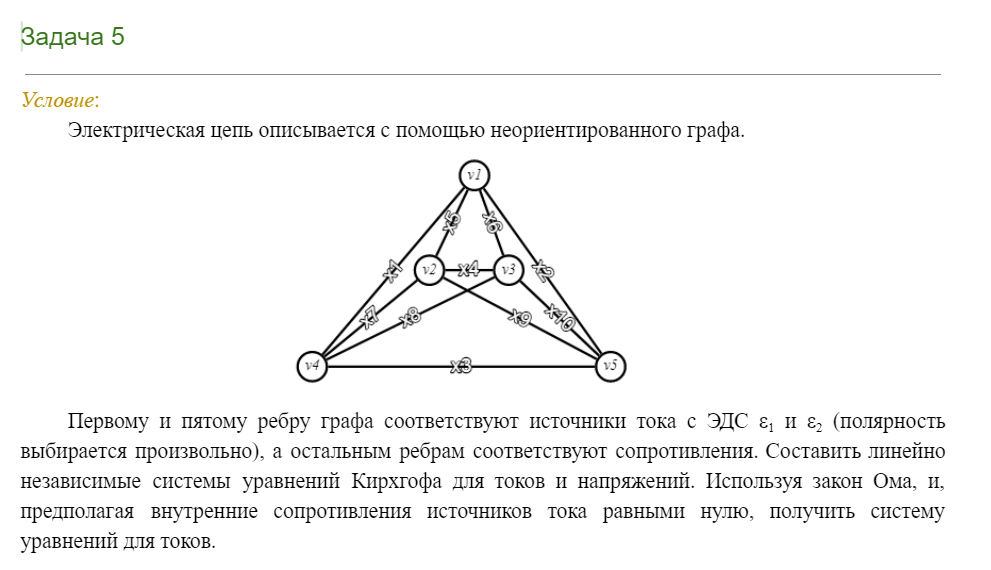 Задача 5
Условие:
Электрическая цепь описывается с помощью неориентированного графа.
v1
x5
x6
x1
v2
x4
v3
x2
x7
x8
x9
x10
v4
x3
v5
Первому и пятому ребру графа соответствуют источники тока с ЭДС ε₁ и ε₂ (полярность
выбирается произвольно), а остальным ребрам соответствуют сопротивления. Составить линейно
независимые системы уравнений Кирхгофа для токов и напряжений. Используя закон Ома, и,
предполагая внутренние сопротивления источников тока равными нулю, получить систему
уравнений для токов.